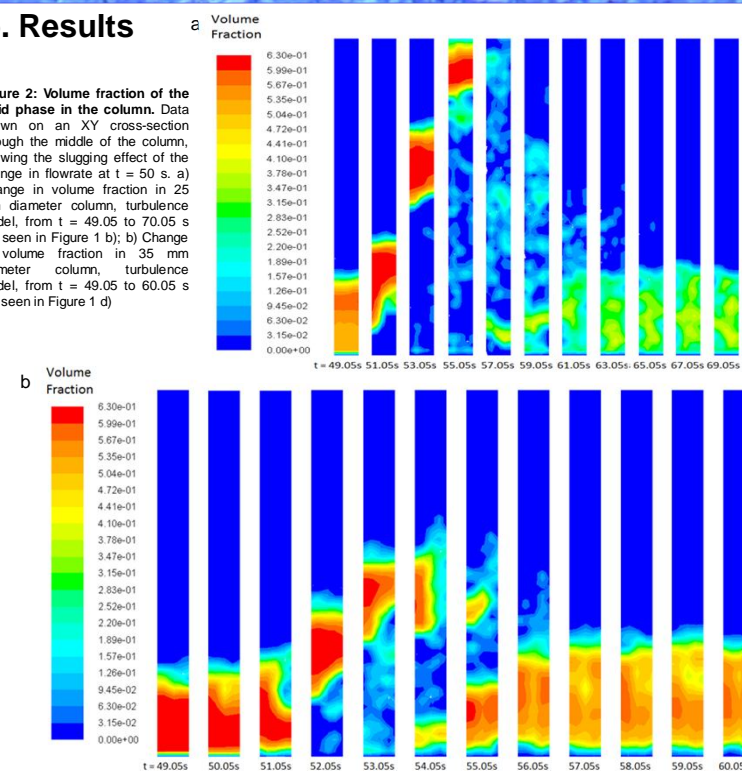 . Results
ure 2: Volume fraction of the
id phase in the column. Data
wn on an XY cross-section
ough the middle of the column,
wing the slugging effect of the
nge in flowrate at t = 50 s. a)
ange in volume fraction in 25
diameter column, turbulence
del, from t = 49.05 to 70.05 s
seen in Figure 1 b); b) Change
volume fraction in 35 mm
meter column, turbulence
del, from t = 49.05 to 60.05 s
seen in Figure 1 d)
a
Volume
Fraction
6.30e-01
5.99e-01
5.67e-01
5.35e-01
5.04e-01
4.72e-01
4.41e-01
4.10e-01
3.78e-01
3.47e-01
3.15e-01
2.83e-01
2.52e-01
2.20e-01
1.89e-01
1.57e-01
1.26e-01
9.45e-02
6.30e-02
3.15e-02
0.00e+00
t = 49.05s 51.05s 53.05s 55.05s 57.05s 59.05s 61.05s 63.05s 65.05s 67.05s 69.05s
b
Volume
Fraction
6.30e-01
5.99e-01
5.67e-01
5.35e-01
5.04e-01
4.72e-01
4.41e-01
4.10e-01
3.78e-01
3.47e-01
3.15e-01
2.83e-01
2.52e-01
2.20e-01
1.89e-01
1.57e-01
1.26e-01
9.45e-02
6.30e-02
3.15e-02
0.00e+00
t = 49.05s 50.05s 51.05s 52.05s 53.05s 54.05s 55.05s 56.05s 57.05s 58.05s 59.05s 60.05